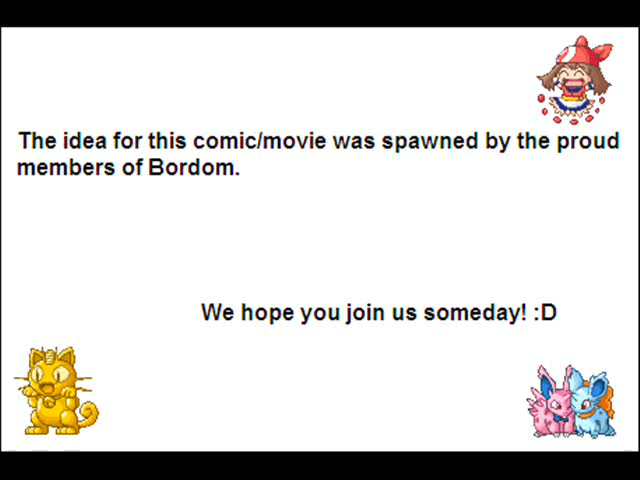 The idea for this comic/movie was spawned by the proud
members of Bordom.
We hope you join us someday! :D